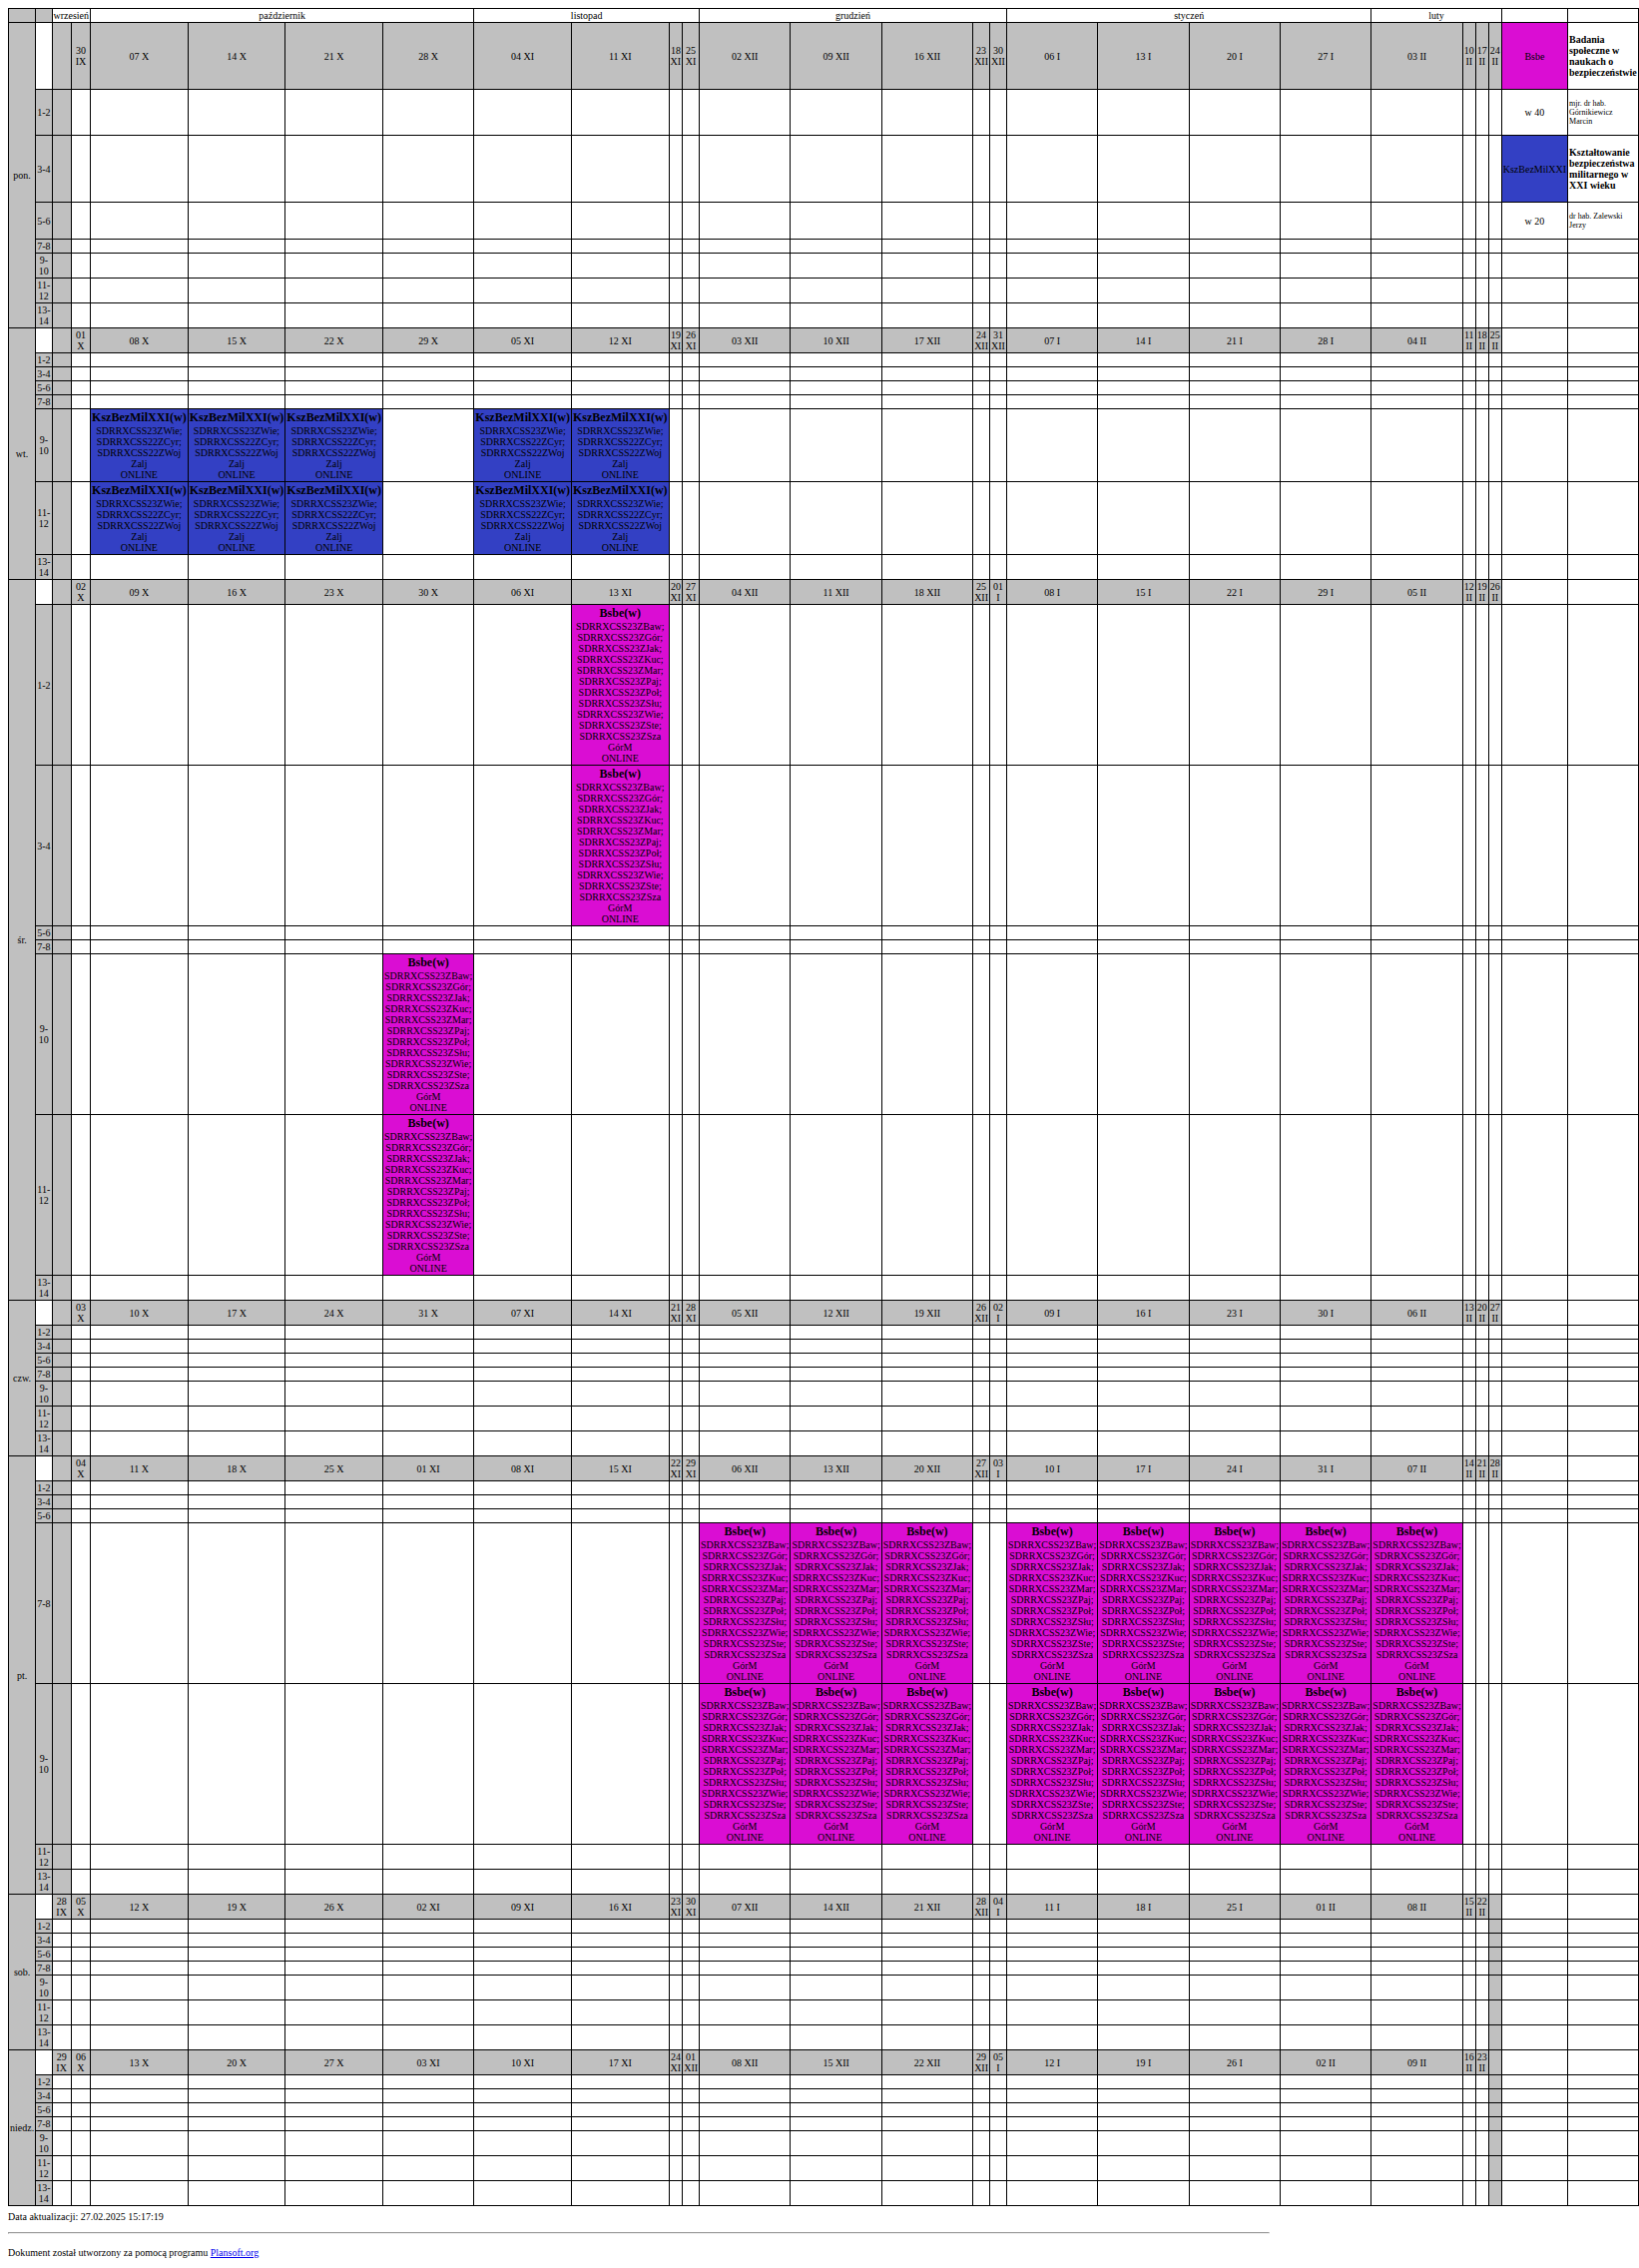 wrzesień październik listopad grudzień styczeń luty
pon.
30 IX 07 X 14 X 21 X 28 X 04 XI 11 XI 18 XI 25 XI 02 XII 09 XII 16 XII 23 XII 30 XII 06 I 13 I 20 I 27 I 03 II 10 II 17 II 24 II Bsbe Badania społeczne w naukach o bezpieczeństwie
1-2 w 40 mjr. dr hab. Górnikiewicz Marcin
3-4 KszBezMilXXI Kształtowanie bezpieczeństwa militarnego w XXI wieku
5-6 w 20 dr hab. Zalewski Jerzy
7-8
9-10
11-12
13-14
wt.
01 X 08 X 15 X 22 X 29 X 05 XI 12 XI 19 XI 26 XI 03 XII 10 XII 17 XII 24 XII 31 XII 07 I 14 I 21 I 28 I 04 II 11 II 18 II 25 II
1-2
3-4
5-6
7-8
9-10
KszBezMilXXI(w) KszBezMilXXI(w) KszBezMilXXI(w) KszBezMilXXI(w) KszBezMilXXI(w)
SDRRXCSS23ZWie; SDRRXCSS23ZWie; SDRRXCSS23ZWie; SDRRXCSS23ZWie; SDRRXCSS23ZWie;
SDRRXCSS22ZCyr; SDRRXCSS22ZCyr; SDRRXCSS22ZCyr; SDRRXCSS22ZCyr; SDRRXCSS22ZCyr;
SDRRXCSS22ZWoj SDRRXCSS22ZWoj SDRRXCSS22ZWoj SDRRXCSS22ZWoj SDRRXCSS22ZWoj
Zalj Zalj Zalj Zalj Zalj
ONLINE ONLINE ONLINE ONLINE ONLINE
11-12
KszBezMilXXI(w) KszBezMilXXI(w) KszBezMilXXI(w) KszBezMilXXI(w) KszBezMilXXI(w)
SDRRXCSS23ZWie; SDRRXCSS23ZWie; SDRRXCSS23ZWie; SDRRXCSS23ZWie; SDRRXCSS23ZWie;
SDRRXCSS22ZCyr; SDRRXCSS22ZCyr; SDRRXCSS22ZCyr; SDRRXCSS22ZCyr; SDRRXCSS22ZCyr;
SDRRXCSS22ZWoj SDRRXCSS22ZWoj SDRRXCSS22ZWoj SDRRXCSS22ZWoj SDRRXCSS22ZWoj
Zalj Zalj Zalj Zalj Zalj
ONLINE ONLINE ONLINE ONLINE ONLINE
13-14
śr.
02 X 09 X 16 X 23 X 30 X 06 XI 13 XI 20 XI 27 XI 04 XII 11 XII 18 XII 25 XII 01 I 08 I 15 I 22 I 29 I 05 II 12 II 19 II 26 II
1-2
Bsbe(w)
SDRRXCSS23ZBaw;
SDRRXCSS23ZGór;
SDRRXCSS23ZJak;
SDRRXCSS23ZKuc;
SDRRXCSS23ZMar;
SDRRXCSS23ZPaj;
SDRRXCSS23ZPoł;
SDRRXCSS23ZSłu;
SDRRXCSS23ZWie;
SDRRXCSS23ZSte;
SDRRXCSS23ZSza
GórM
ONLINE
3-4
Bsbe(w)
SDRRXCSS23ZBaw;
SDRRXCSS23ZGór;
SDRRXCSS23ZJak;
SDRRXCSS23ZKuc;
SDRRXCSS23ZMar;
SDRRXCSS23ZPaj;
SDRRXCSS23ZPoł;
SDRRXCSS23ZSłu;
SDRRXCSS23ZWie;
SDRRXCSS23ZSte;
SDRRXCSS23ZSza
GórM
ONLINE
5-6
7-8
9-10
Bsbe(w)
SDRRXCSS23ZBaw;
SDRRXCSS23ZGór;
SDRRXCSS23ZJak;
SDRRXCSS23ZKuc;
SDRRXCSS23ZMar;
SDRRXCSS23ZPaj;
SDRRXCSS23ZPoł;
SDRRXCSS23ZSłu;
SDRRXCSS23ZWie;
SDRRXCSS23ZSte;
SDRRXCSS23ZSza
GórM
ONLINE
11-12
Bsbe(w)
SDRRXCSS23ZBaw;
SDRRXCSS23ZGór;
SDRRXCSS23ZJak;
SDRRXCSS23ZKuc;
SDRRXCSS23ZMar;
SDRRXCSS23ZPaj;
SDRRXCSS23ZPoł;
SDRRXCSS23ZSłu;
SDRRXCSS23ZWie;
SDRRXCSS23ZSte;
SDRRXCSS23ZSza
GórM
ONLINE
13-14
czw.
03 X 10 X 17 X 24 X 31 X 07 XI 14 XI 21 XI 28 XI 05 XII 12 XII 19 XII 26 XII 02 I 09 I 16 I 23 I 30 I 06 II 13 II 20 II 27 II
1-2
3-4
5-6
7-8
9-10
11-12
13-14
pt.
04 X 11 X 18 X 25 X 01 XI 08 XI 15 XI 22 XI 29 XI 06 XII 13 XII 20 XII 27 XII 03 I 10 I 17 I 24 I 31 I 07 II 14 II 21 II 28 II
1-2
3-4
5-6
7-8
Bsbe(w) Bsbe(w) Bsbe(w) Bsbe(w) Bsbe(w) Bsbe(w) Bsbe(w) Bsbe(w)
SDRRXCSS23ZBaw; SDRRXCSS23ZBaw; SDRRXCSS23ZBaw; SDRRXCSS23ZBaw; SDRRXCSS23ZBaw; SDRRXCSS23ZBaw; SDRRXCSS23ZBaw; SDRRXCSS23ZBaw;
SDRRXCSS23ZGór; SDRRXCSS23ZGór; SDRRXCSS23ZGór; SDRRXCSS23ZGór; SDRRXCSS23ZGór; SDRRXCSS23ZGór; SDRRXCSS23ZGór; SDRRXCSS23ZGór;
SDRRXCSS23ZJak; SDRRXCSS23ZJak; SDRRXCSS23ZJak; SDRRXCSS23ZJak; SDRRXCSS23ZJak; SDRRXCSS23ZJak; SDRRXCSS23ZJak; SDRRXCSS23ZJak;
SDRRXCSS23ZKuc; SDRRXCSS23ZKuc; SDRRXCSS23ZKuc; SDRRXCSS23ZKuc; SDRRXCSS23ZKuc; SDRRXCSS23ZKuc; SDRRXCSS23ZKuc; SDRRXCSS23ZKuc;
SDRRXCSS23ZMar; SDRRXCSS23ZMar; SDRRXCSS23ZMar; SDRRXCSS23ZMar; SDRRXCSS23ZMar; SDRRXCSS23ZMar; SDRRXCSS23ZMar; SDRRXCSS23ZMar;
SDRRXCSS23ZPaj; SDRRXCSS23ZPaj; SDRRXCSS23ZPaj; SDRRXCSS23ZPaj; SDRRXCSS23ZPaj; SDRRXCSS23ZPaj; SDRRXCSS23ZPaj; SDRRXCSS23ZPaj;
SDRRXCSS23ZPoł; SDRRXCSS23ZPoł; SDRRXCSS23ZPoł; SDRRXCSS23ZPoł; SDRRXCSS23ZPoł; SDRRXCSS23ZPoł; SDRRXCSS23ZPoł; SDRRXCSS23ZPoł;
SDRRXCSS23ZSłu; SDRRXCSS23ZSłu; SDRRXCSS23ZSłu; SDRRXCSS23ZSłu; SDRRXCSS23ZSłu; SDRRXCSS23ZSłu; SDRRXCSS23ZSłu; SDRRXCSS23ZSłu;
SDRRXCSS23ZWie; SDRRXCSS23ZWie; SDRRXCSS23ZWie; SDRRXCSS23ZWie; SDRRXCSS23ZWie; SDRRXCSS23ZWie; SDRRXCSS23ZWie; SDRRXCSS23ZWie;
SDRRXCSS23ZSte; SDRRXCSS23ZSte; SDRRXCSS23ZSte; SDRRXCSS23ZSte; SDRRXCSS23ZSte; SDRRXCSS23ZSte; SDRRXCSS23ZSte; SDRRXCSS23ZSte;
SDRRXCSS23ZSza SDRRXCSS23ZSza SDRRXCSS23ZSza SDRRXCSS23ZSza SDRRXCSS23ZSza SDRRXCSS23ZSza SDRRXCSS23ZSza SDRRXCSS23ZSza
GórM GórM GórM GórM GórM GórM GórM GórM
ONLINE ONLINE ONLINE ONLINE ONLINE ONLINE ONLINE ONLINE
9-10
Bsbe(w) Bsbe(w) Bsbe(w) Bsbe(w) Bsbe(w) Bsbe(w) Bsbe(w) Bsbe(w)
SDRRXCSS23ZBaw; SDRRXCSS23ZBaw; SDRRXCSS23ZBaw; SDRRXCSS23ZBaw; SDRRXCSS23ZBaw; SDRRXCSS23ZBaw; SDRRXCSS23ZBaw; SDRRXCSS23ZBaw;
SDRRXCSS23ZGór; SDRRXCSS23ZGór; SDRRXCSS23ZGór; SDRRXCSS23ZGór; SDRRXCSS23ZGór; SDRRXCSS23ZGór; SDRRXCSS23ZGór; SDRRXCSS23ZGór;
SDRRXCSS23ZJak; SDRRXCSS23ZJak; SDRRXCSS23ZJak; SDRRXCSS23ZJak; SDRRXCSS23ZJak; SDRRXCSS23ZJak; SDRRXCSS23ZJak; SDRRXCSS23ZJak;
SDRRXCSS23ZKuc; SDRRXCSS23ZKuc; SDRRXCSS23ZKuc; SDRRXCSS23ZKuc; SDRRXCSS23ZKuc; SDRRXCSS23ZKuc; SDRRXCSS23ZKuc; SDRRXCSS23ZKuc;
SDRRXCSS23ZMar; SDRRXCSS23ZMar; SDRRXCSS23ZMar; SDRRXCSS23ZMar; SDRRXCSS23ZMar; SDRRXCSS23ZMar; SDRRXCSS23ZMar; SDRRXCSS23ZMar;
SDRRXCSS23ZPaj; SDRRXCSS23ZPaj; SDRRXCSS23ZPaj; SDRRXCSS23ZPaj; SDRRXCSS23ZPaj; SDRRXCSS23ZPaj; SDRRXCSS23ZPaj; SDRRXCSS23ZPaj;
SDRRXCSS23ZPoł; SDRRXCSS23ZPoł; SDRRXCSS23ZPoł; SDRRXCSS23ZPoł; SDRRXCSS23ZPoł; SDRRXCSS23ZPoł; SDRRXCSS23ZPoł; SDRRXCSS23ZPoł;
SDRRXCSS23ZSłu; SDRRXCSS23ZSłu; SDRRXCSS23ZSłu; SDRRXCSS23ZSłu; SDRRXCSS23ZSłu; SDRRXCSS23ZSłu; SDRRXCSS23ZSłu; SDRRXCSS23ZSłu;
SDRRXCSS23ZWie; SDRRXCSS23ZWie; SDRRXCSS23ZWie; SDRRXCSS23ZWie; SDRRXCSS23ZWie; SDRRXCSS23ZWie; SDRRXCSS23ZWie; SDRRXCSS23ZWie;
SDRRXCSS23ZSte; SDRRXCSS23ZSte; SDRRXCSS23ZSte; SDRRXCSS23ZSte; SDRRXCSS23ZSte; SDRRXCSS23ZSte; SDRRXCSS23ZSte; SDRRXCSS23ZSte;
SDRRXCSS23ZSza SDRRXCSS23ZSza SDRRXCSS23ZSza SDRRXCSS23ZSza SDRRXCSS23ZSza SDRRXCSS23ZSza SDRRXCSS23ZSza SDRRXCSS23ZSza
GórM GórM GórM GórM GórM GórM GórM GórM
ONLINE ONLINE ONLINE ONLINE ONLINE ONLINE ONLINE ONLINE
11-12
13-14
sob.
28 IX 05 X 12 X 19 X 26 X 02 XI 09 XI 16 XI 23 XI 30 XI 07 XII 14 XII 21 XII 28 XII 04 I 11 I 18 I 25 I 01 II 08 II 15 II 22 II
1-2
3-4
5-6
7-8
9-10
11-12
13-14
niedz.
29 IX 06 X 13 X 20 X 27 X 03 XI 10 XI 17 XI 24 XI 01 XII 08 XII 15 XII 22 XII 29 XII 05 I 12 I 19 I 26 I 02 II 09 II 16 II 23 II
1-2
3-4
5-6
7-8
9-10
11-12
13-14
Data aktualizacji: 27.02.2025 15:17:19
Dokument został utworzony za pomocą programu Plansoft.org